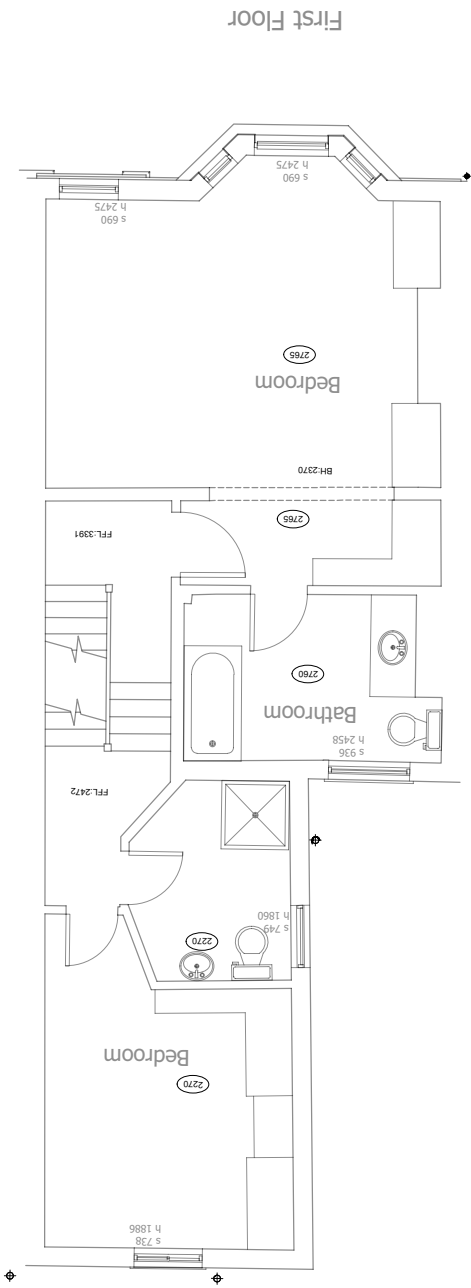 s 738
h 1886
2270
Bedroom
2270
s 749
h 1860
FFL:2472
s 936
h 2458
Bathroom
2760
FFL:3391
2765
BH:2370
Bedroom
2765
s 690
h 2475
s 690
h 2475
First Floor